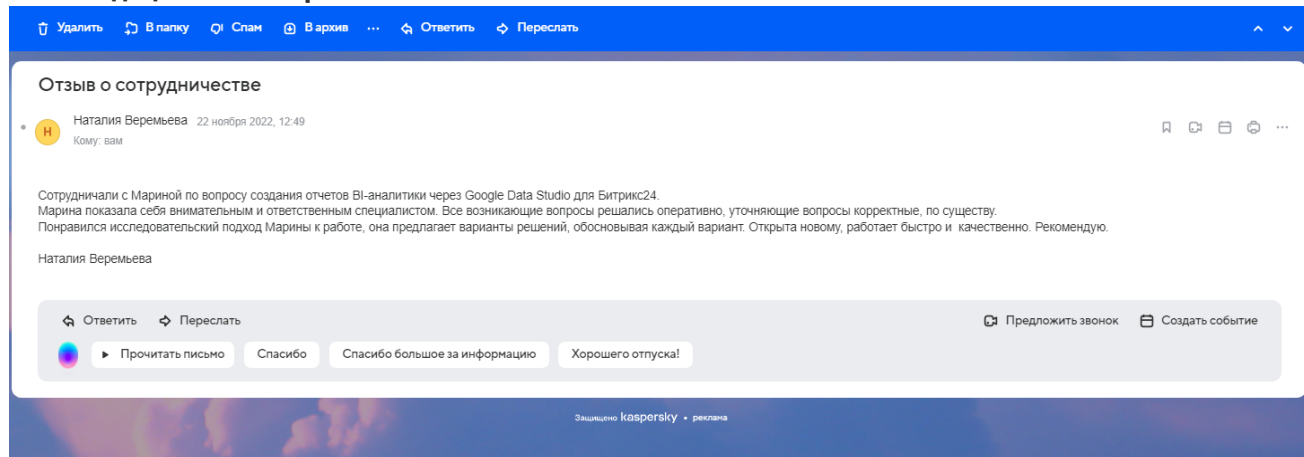 Удалить В папку Спам В архив ... Ответить Переслать
Отзыв о сотрудничестве
Н Наталия Веремьева 22 ноября 2022, 12:49
Кому: вам
Сотрудничали с Мариной по вопросу создания отчетов BI-аналитики через Google Data Studio для Битрикс24.
Марина показала себя внимательным и ответственным специалистом. Все возникающие вопросы решались оперативно, уточняющие вопросы корректные, по существу.
Понравился исследовательский подход Марины к работе, она предлагает варианты решений, обосновывая каждый вариант. Открыта новому, работает быстро и качественно. Рекомендую.
Наталия Веремьева
Ответить Переслать Предложить звонок Создать событие
Прочитать письмо Спасибо Спасибо большое за информацию Хорошего отпуска!
Защищено kaspersky • реклама